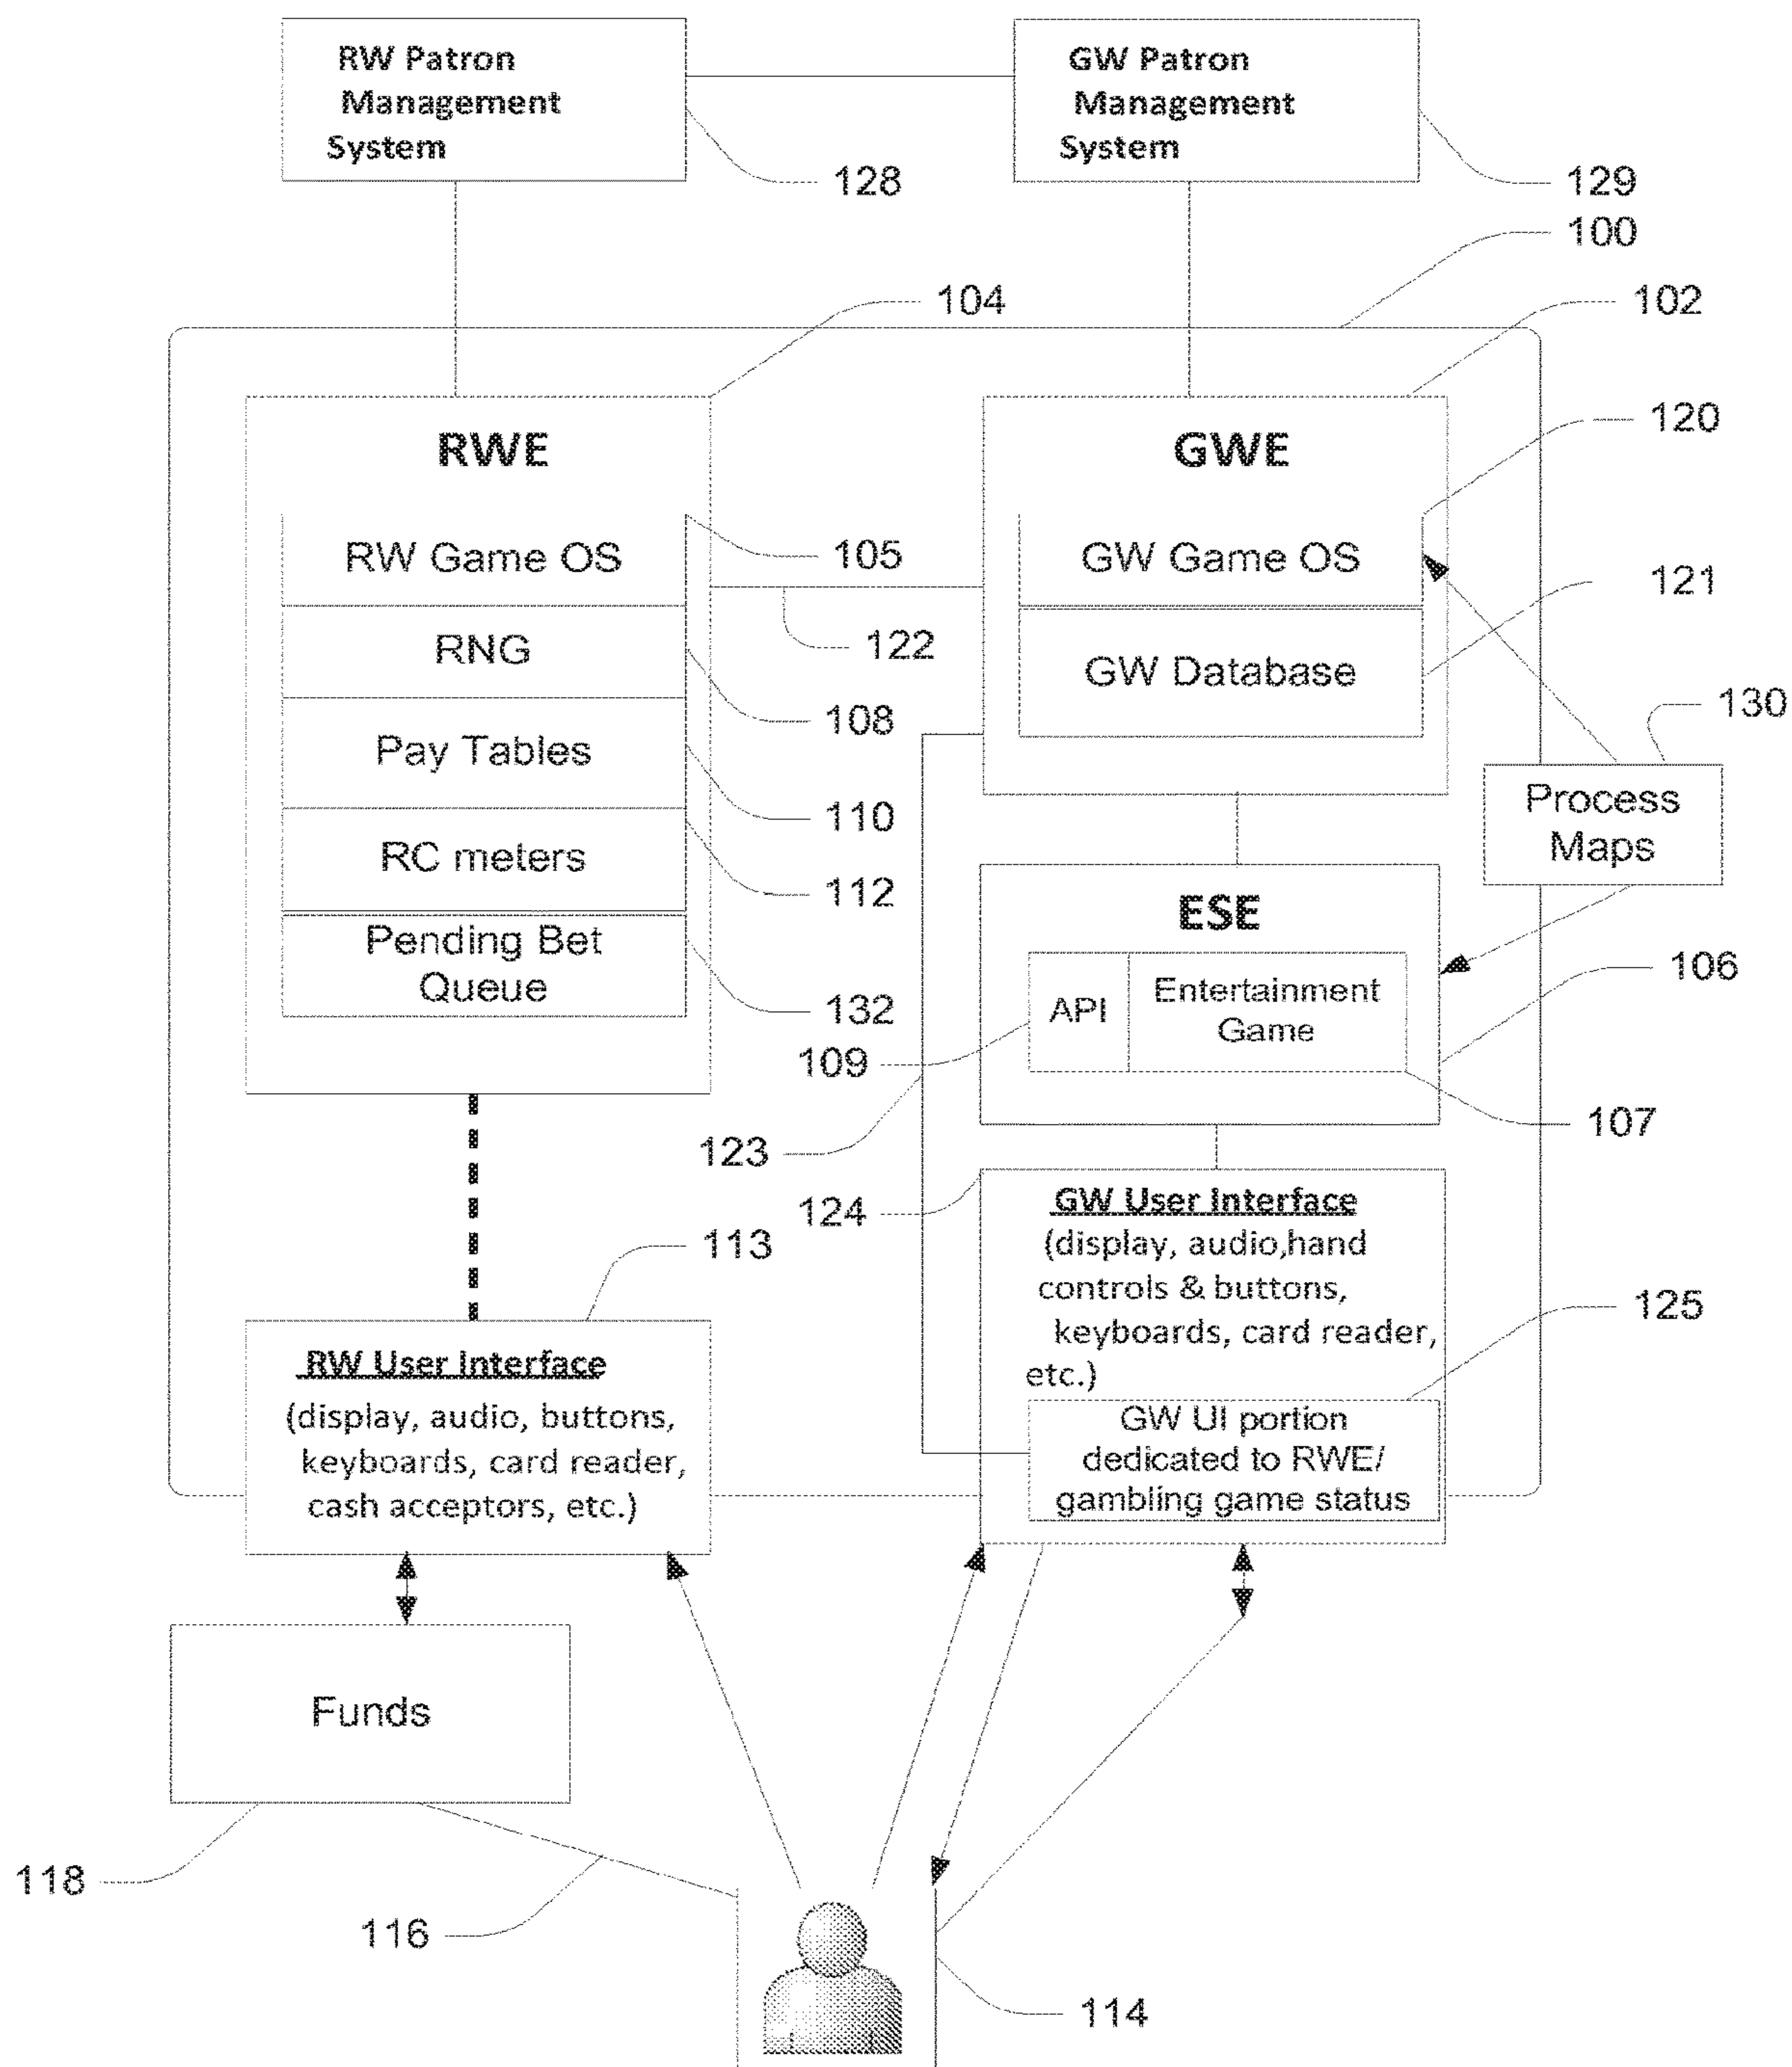 RW Patron
Management
System
GW Patron
Management
System
128
129
100
104
102
RWE
GWE
120
RW Game OS
105
GW Game OS
121
122
RNG
GW Database
108
130
Pay Tables
110
Process
Maps
RC meters
112
ESE
Pending Bet
Queue
132
API
Entertainment
Game
106
109
107
123
124
GW User Interface
(display, audio,hand
controls & buttons,
keyboards, card reader,
etc.)
113
125
RW User Interface
(display, audio, buttons,
keyboards, card reader,
cash acceptors, etc.)
GW UI portion
dedicated to RWE/
gambling game status
Funds
118
116
114